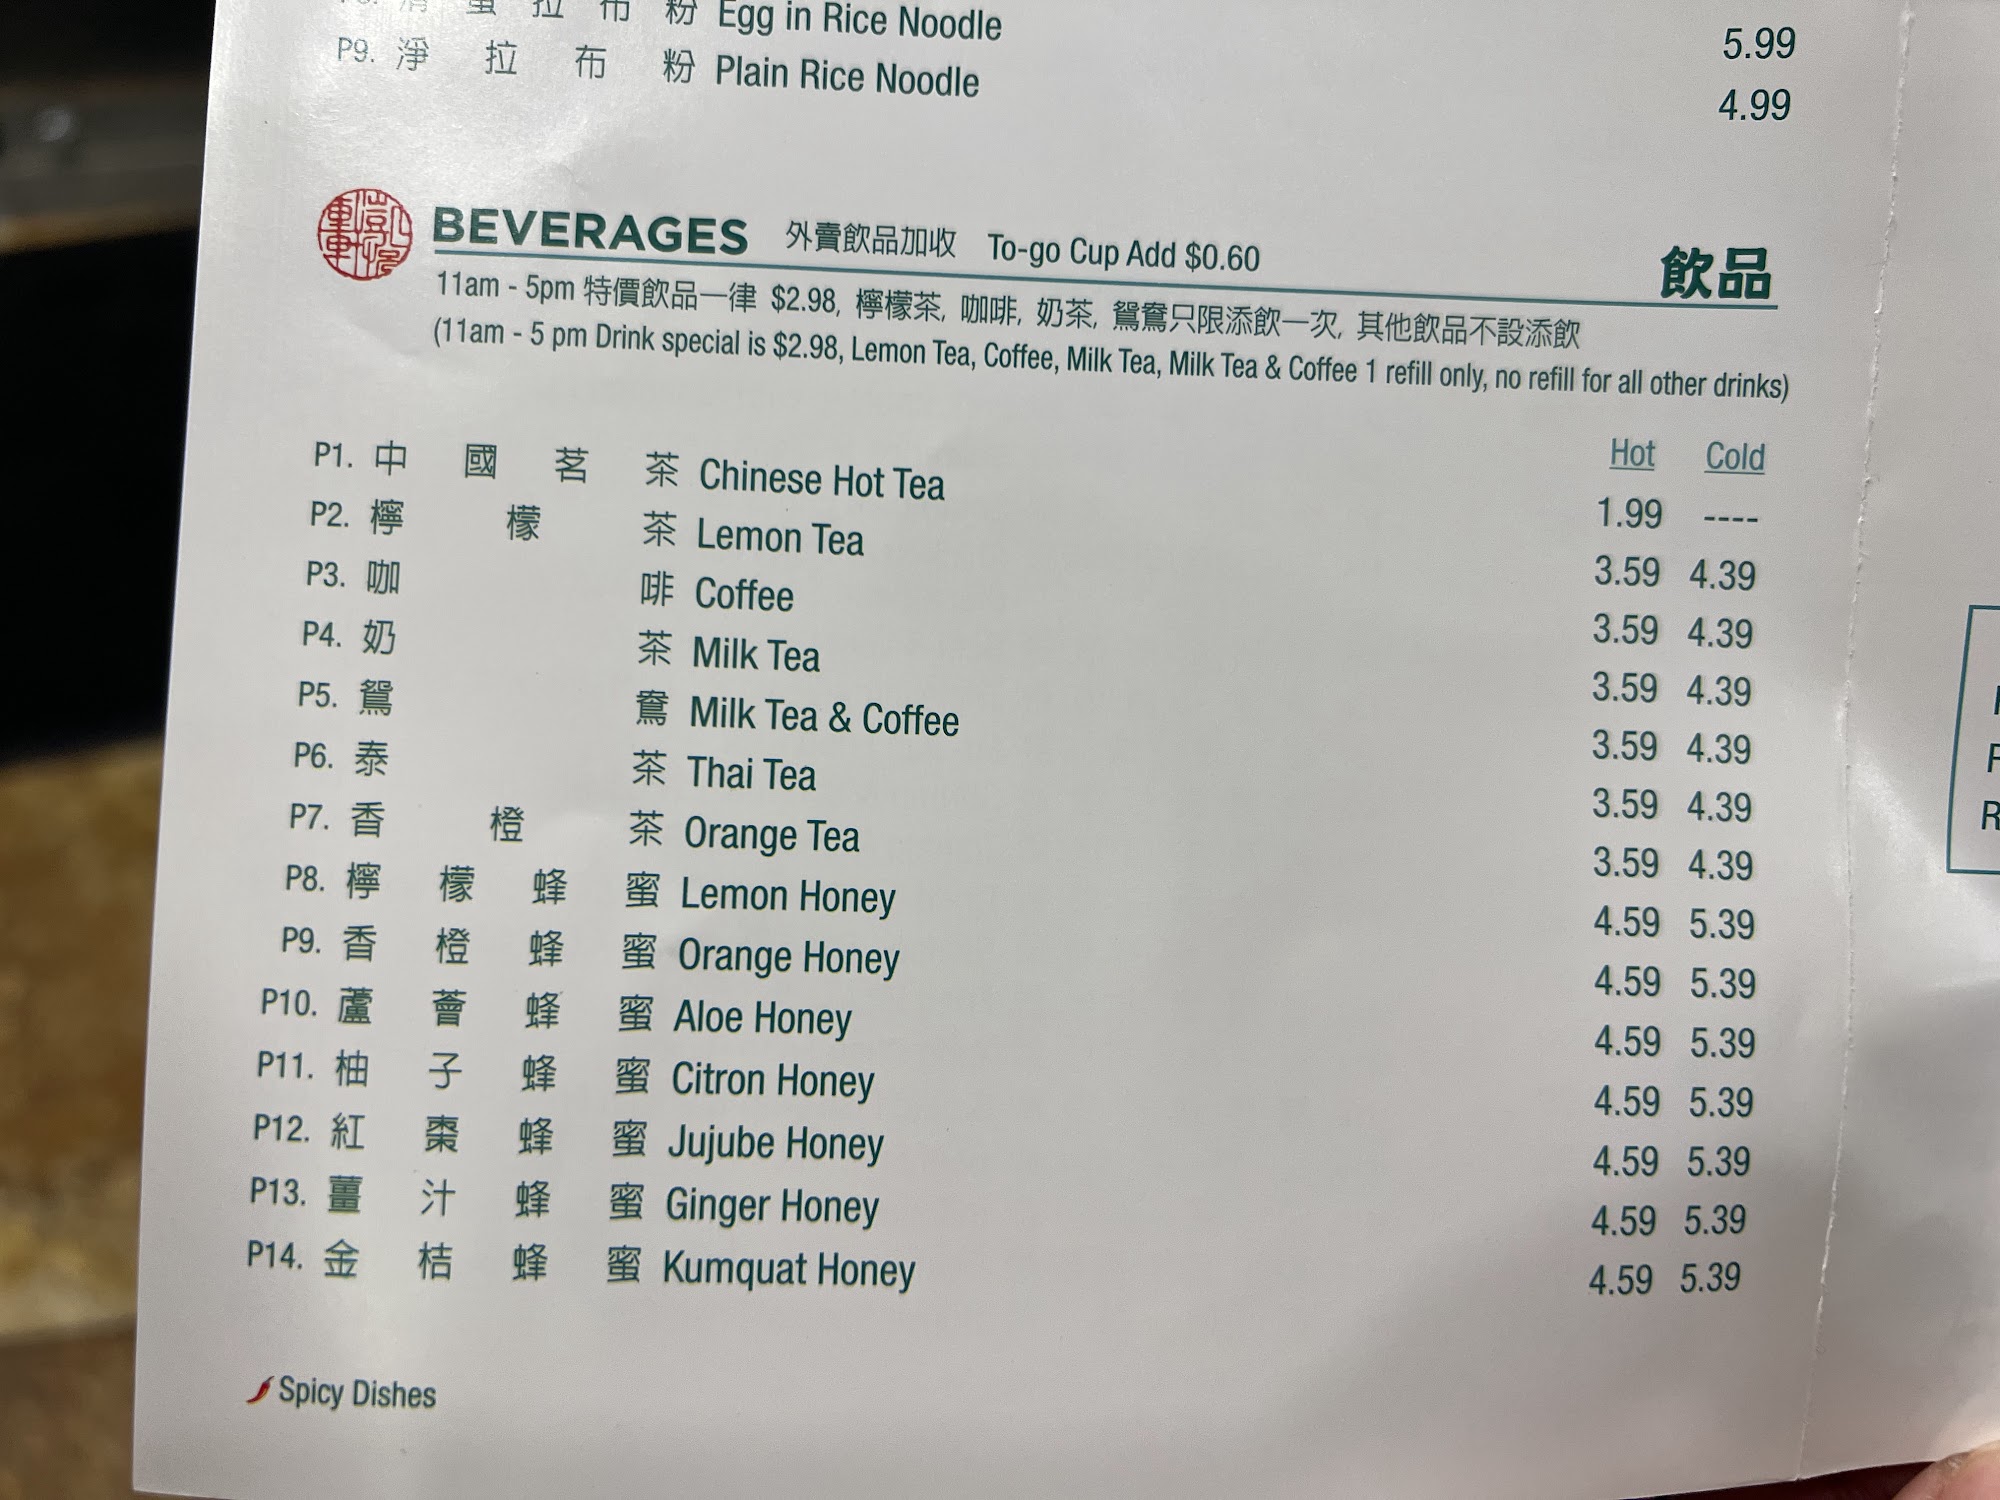 蛋 拉 布 粉 Egg in Rice Noodle 5.99
P9. 淨 拉 布 粉 Plain Rice Noodle 4.99
BEVERAGES 外賣飲品加收 To-go Cup Add $0.60 飲品
11am - 5pm 特價飲品一律 $2.98, 檸檬茶, 咖啡, 奶茶, 鴛鴦只限添飲一次, 其他飲品不設添飲
(11am - 5 pm Drink special is $2.98, Lemon Tea, Coffee, Milk Tea, Milk Tea & Coffee 1 refill only, no refill for all other drinks)
Hot Cold
P1. 中 國 茗 茶 Chinese Hot Tea 1.99 ----
P2. 檸 檬 茶 Lemon Tea 3.59 4.39
P3. 咖 啡 Coffee 3.59 4.39
P4. 奶 茶 Milk Tea 3.59 4.39
P5. 鴛 鴦 Milk Tea & Coffee 3.59 4.39
P6. 泰 茶 Thai Tea 3.59 4.39
P7. 香 橙 茶 Orange Tea 3.59 4.39
P8. 檸 檬 蜂 蜜 Lemon Honey 4.59 5.39
P9. 香 橙 蜂 蜜 Orange Honey 4.59 5.39
P10. 蘆 薈 蜂 蜜 Aloe Honey 4.59 5.39
P11. 柚 子 蜂 蜜 Citron Honey 4.59 5.39
P12. 紅 棗 蜂 蜜 Jujube Honey 4.59 5.39
P13. 薑 汁 蜂 蜜 Ginger Honey 4.59 5.39
P14. 金 桔 蜂 蜜 Kumquat Honey 4.59 5.39
Spicy Dishes